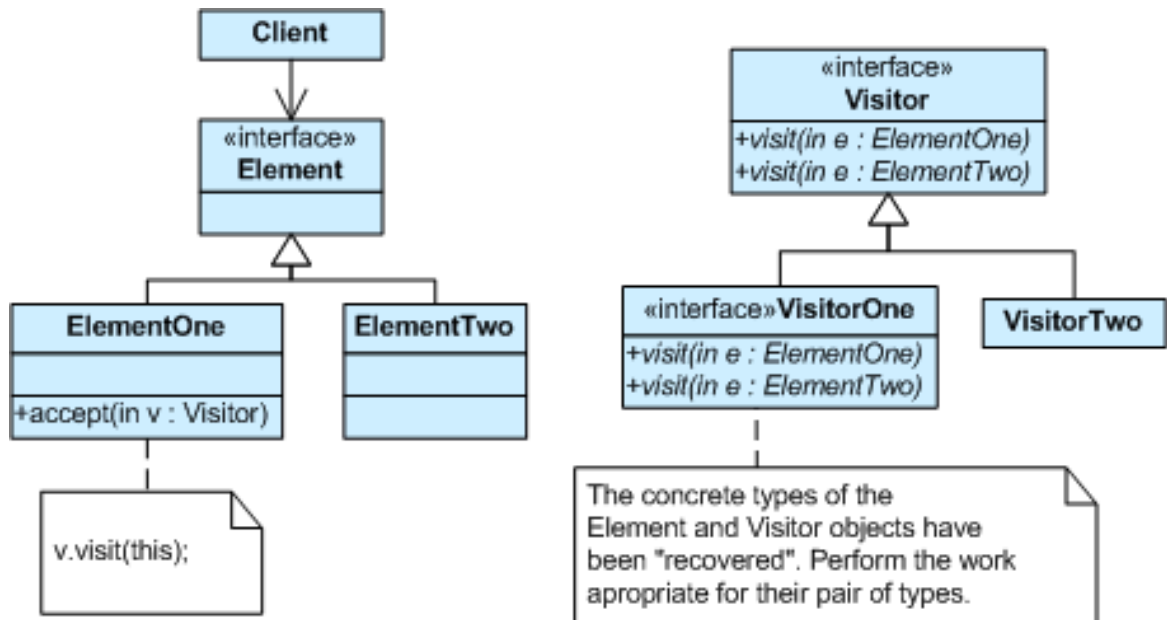 Client
«interface»
Element
ElementOne
+accept(in v : Visitor)
ElementTwo
v.visit(this);
«interface»
Visitor
+visit(in e : ElementOne)
+visit(in e : ElementTwo)
«interface»VisitorOne
+visit(in e : ElementOne)
+visit(in e : ElementTwo)
VisitorTwo
The concrete types of the
Element and Visitor objects have
been "recovered". Perform the work
apropriate for their pair of types.